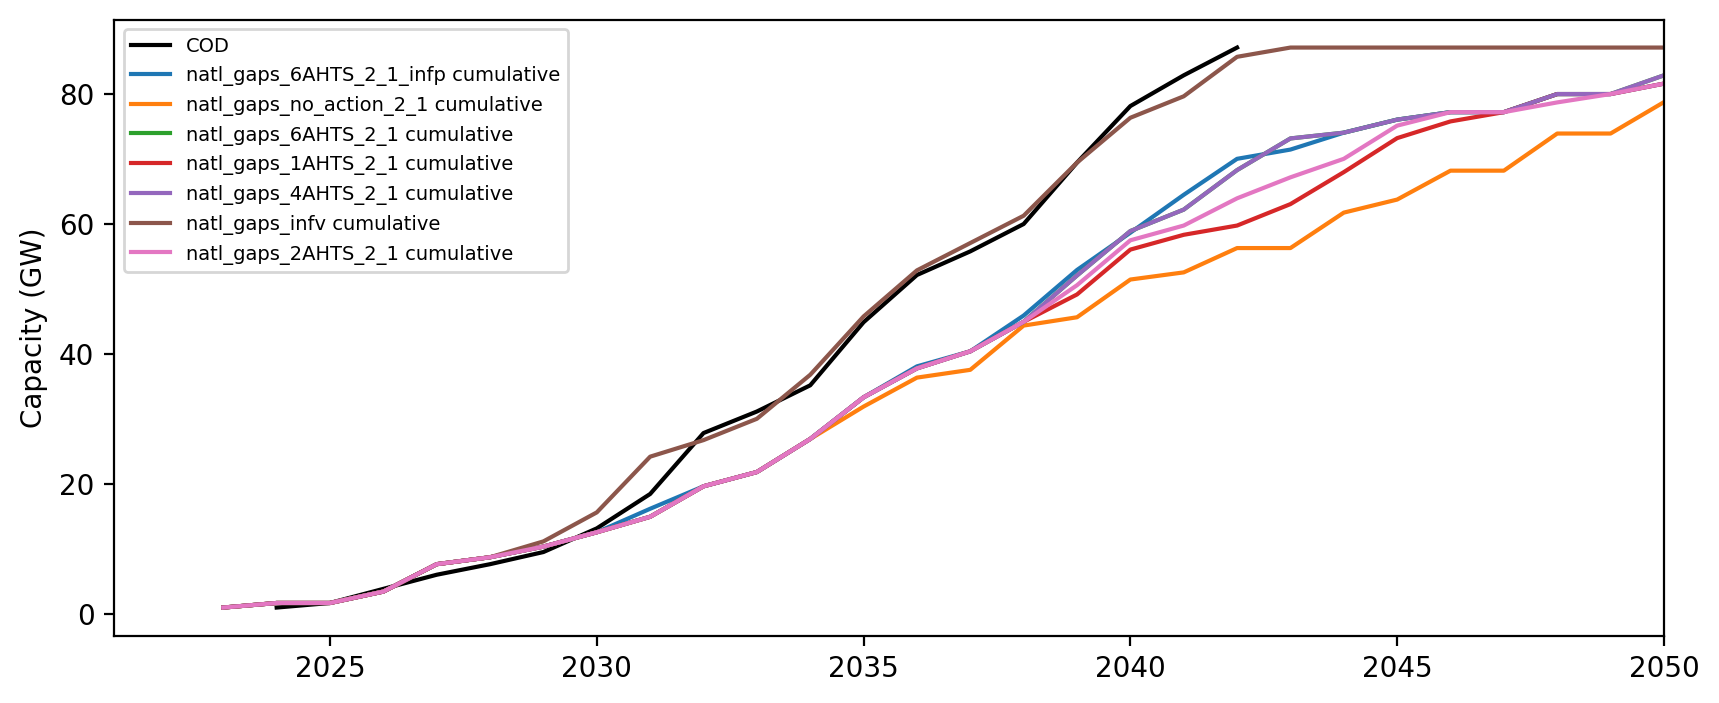 COD
natl_gaps_6AHTS_2_1_infp cumulative
natl_gaps_no_action_2_1 cumulative
natl_gaps_6AHTS_2_1 cumulative
natl_gaps_1AHTS_2_1 cumulative
natl_gaps_4AHTS_2_1 cumulative
natl_gaps_infv cumulative
natl_gaps_2AHTS_2_1 cumulative
Capacity (GW)
80
60
40
20
0
2025 2030 2035 2040 2045 2050